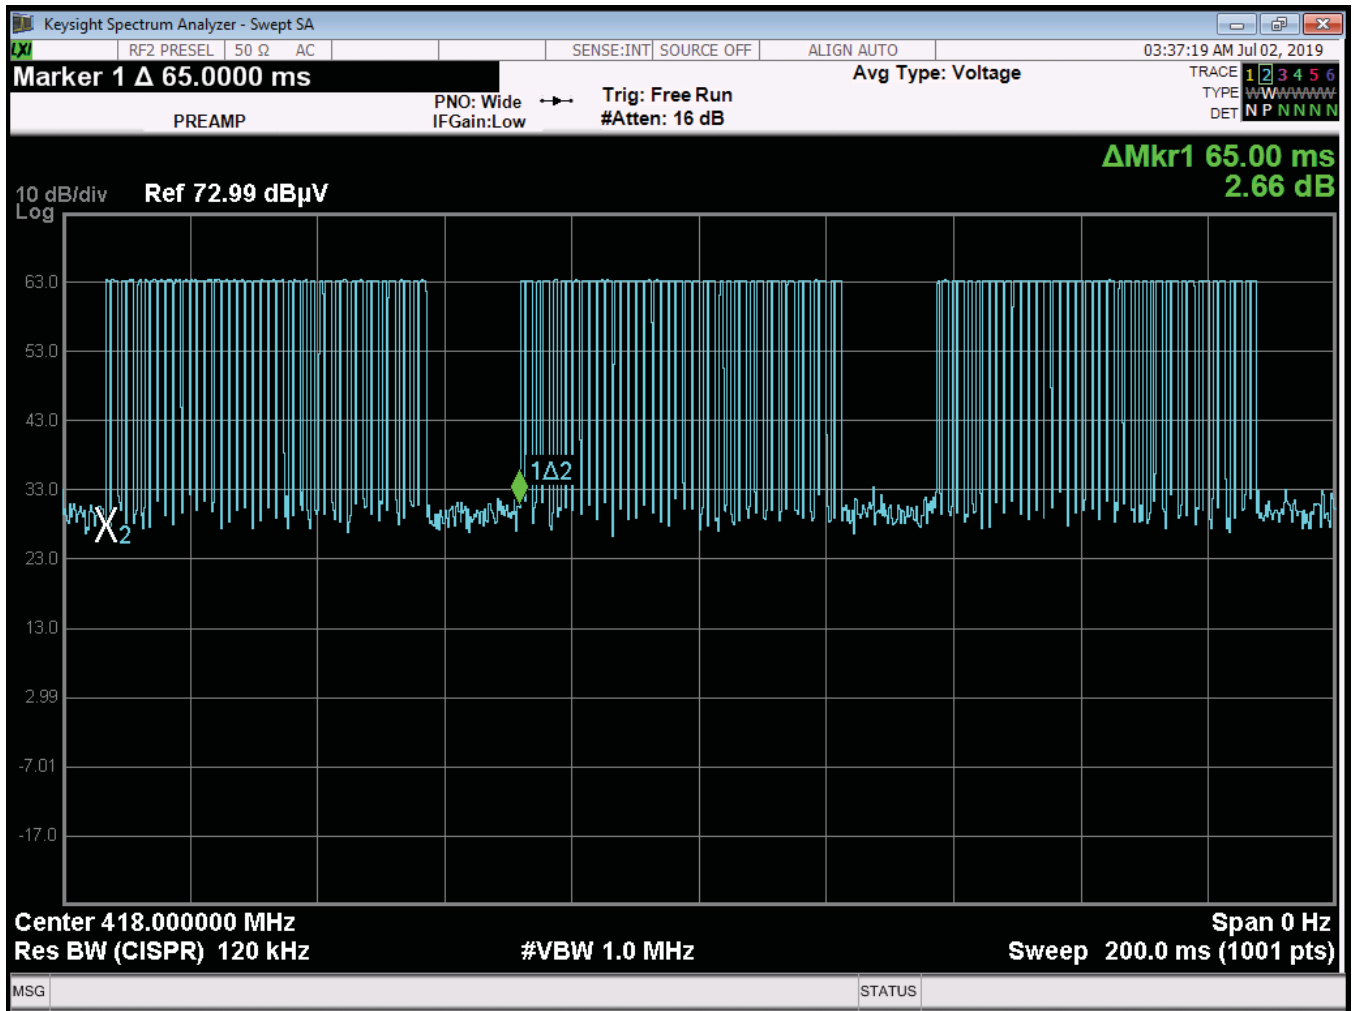 Keysight Spectrum Analyzer - Swept SA
LXI RF2 PRESEL 50 Ω AC SENSE:INT SOURCE OFF ALIGN AUTO 03:37:19 AM Jul 02, 2019
Marker 1 Δ 65.0000 ms
Avg Type: Voltage
TRACE 1 2 3 4 5 6
PNO: Wide
Trig: Free Run
TYPE WWWWWW
PREAMP
IFGain:Low
#Atten: 16 dB
DET N P N N N N
ΔMkr1 65.00 ms
2.66 dB
10 dB/div Ref 72.99 dBµV
Log
63.0
53.0
43.0
1Δ2
33.0
X2
23.0
13.0
2.99
-7.01
-17.0
Center 418.000000 MHz Span 0 Hz
Res BW (CISPR) 120 kHz #VBW 1.0 MHz Sweep 200.0 ms (1001 pts)
MSG STATUS